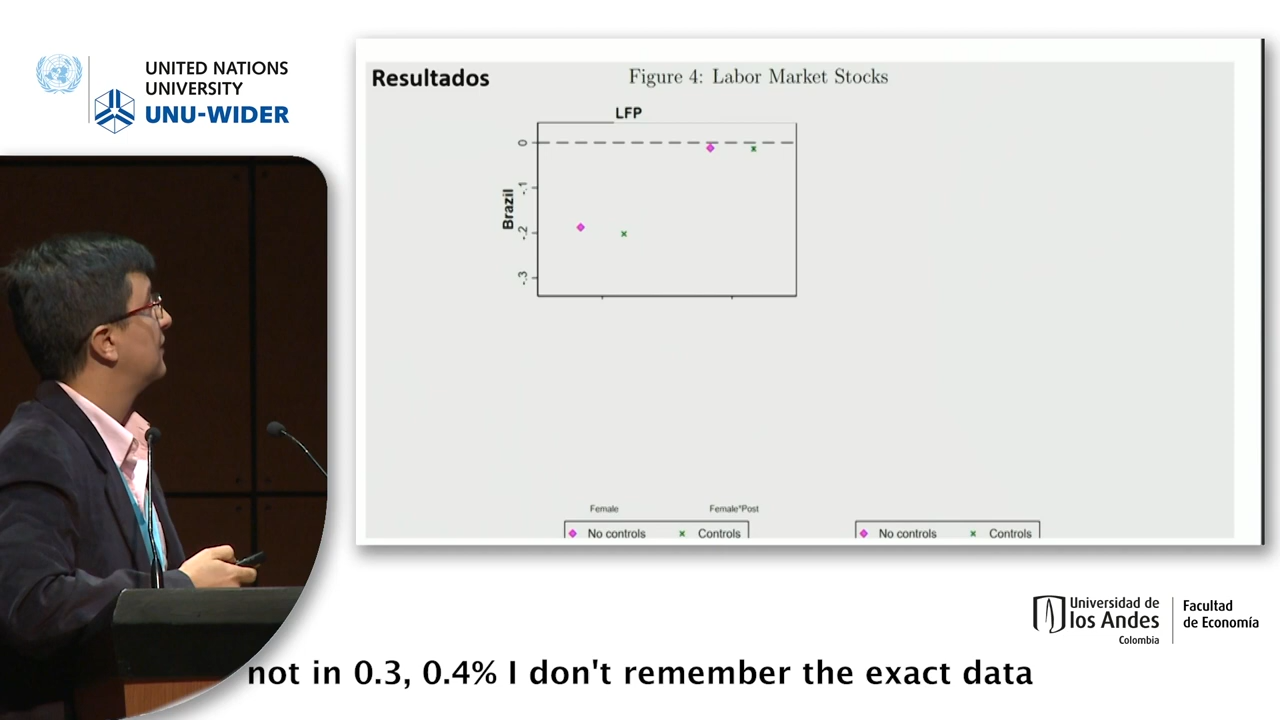 UNITED NATIONS
UNIVERSITY
UNU-WIDER
Resultados
Figure 4: Labor Market Stocks
LFP
Brazil
0
-.1
-.2
-.3
Female
Female*Post
No controls
Controls
No controls
Controls
Universidad de
los Andes
Colombia
Facultad
de Economía
not in 0.3, 0.4% I don't remember the exact data